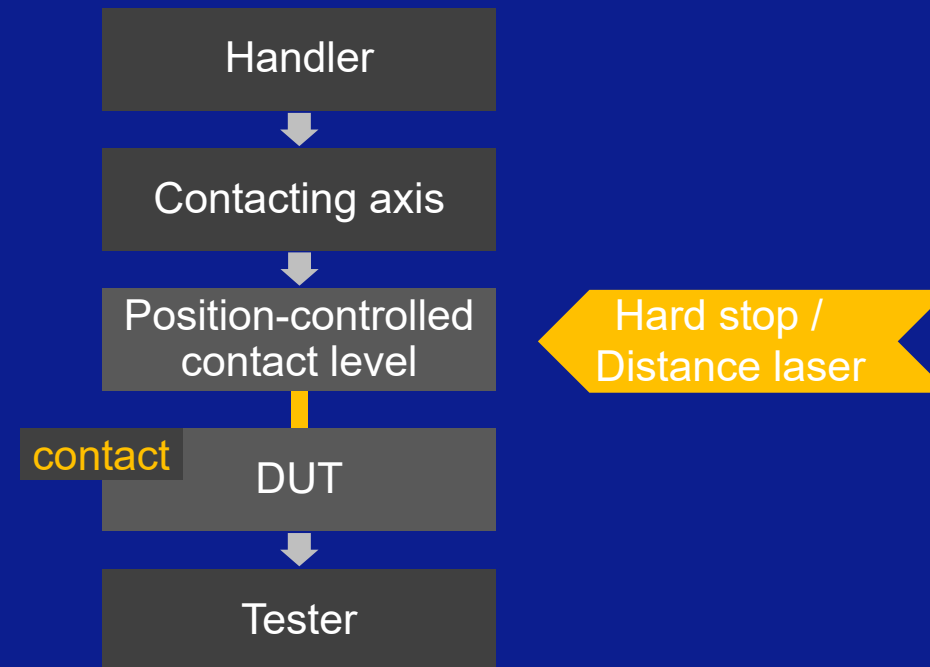 Handler
Contacting axis
Position-controlled
contact level
Hard stop /
Distance laser
contact
DUT
Tester